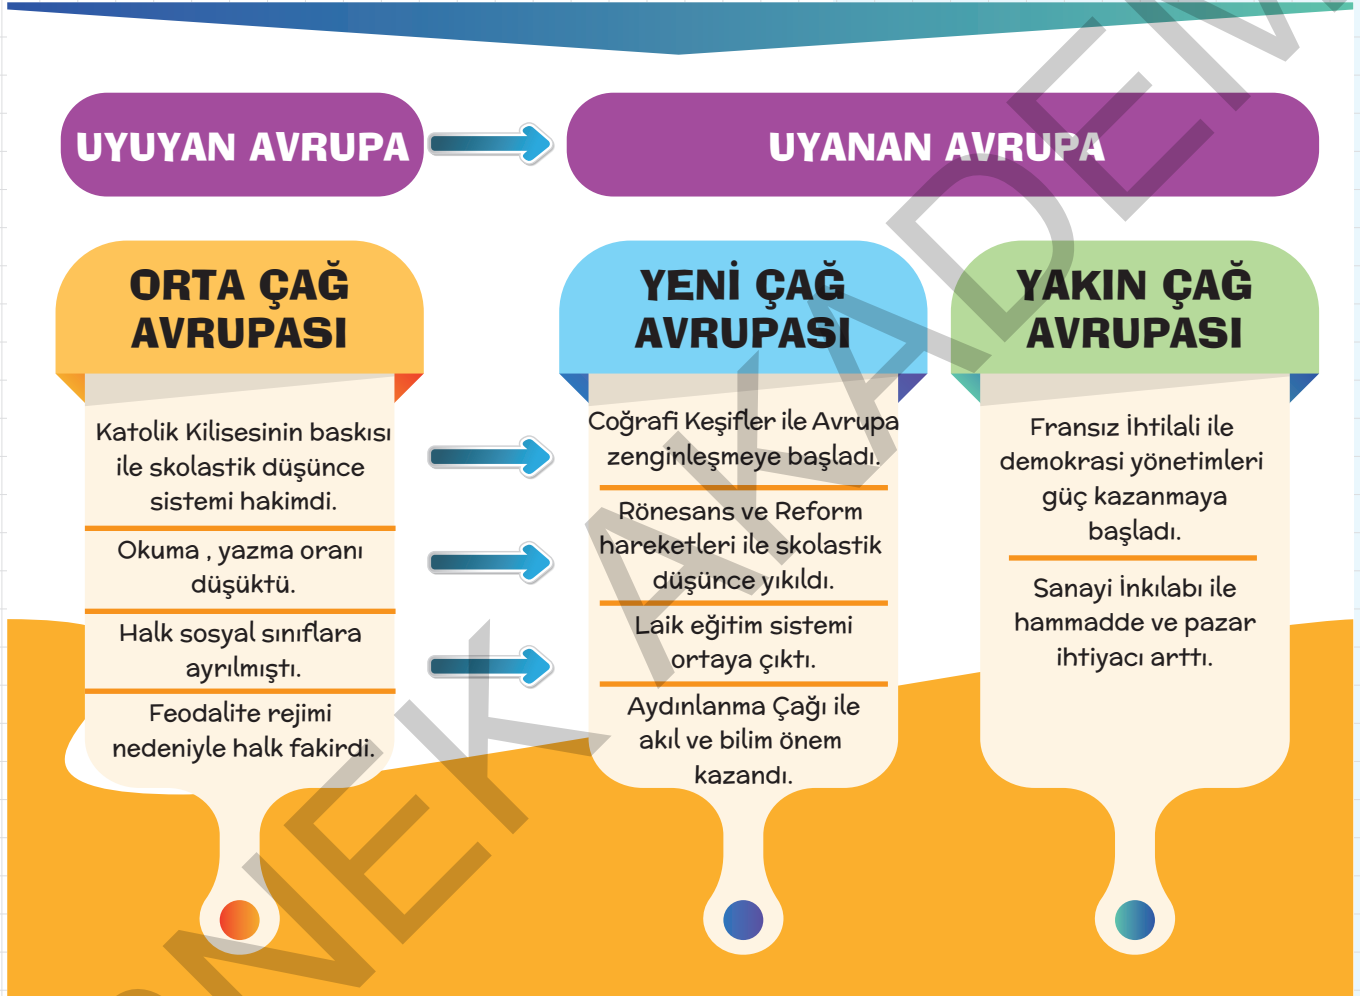 UYUYAN AVRUPA
UYANAN AVRUPA
ORTA ÇAĞ
AVRUPASI
Katolik Kilisesinin baskısı
ile skolastik düşünce
sistemi hakimdi.
Okuma , yazma oranı
düşüktü.
Halk sosyal sınıflara
ayrılmıştı.
Feodalite rejimi
nedeniyle halk fakirdi.
YENİ ÇAĞ
AVRUPASI
Coğrafi Keşifler ile Avrupa
zenginleşmeye başladı.
Rönesans ve Reform
hareketleri ile skolastik
düşünce yıkıldı.
Laik eğitim sistemi
ortaya çıktı.
Aydınlanma Çağı ile
akıl ve bilim önem
kazandı.
YAKIN ÇAĞ
AVRUPASI
Fransız İhtilali ile
demokrasi yönetimleri
güç kazanmaya
başladı.
Sanayi İnkılabı ile
hammadde ve pazar
ihtiyacı arttı.